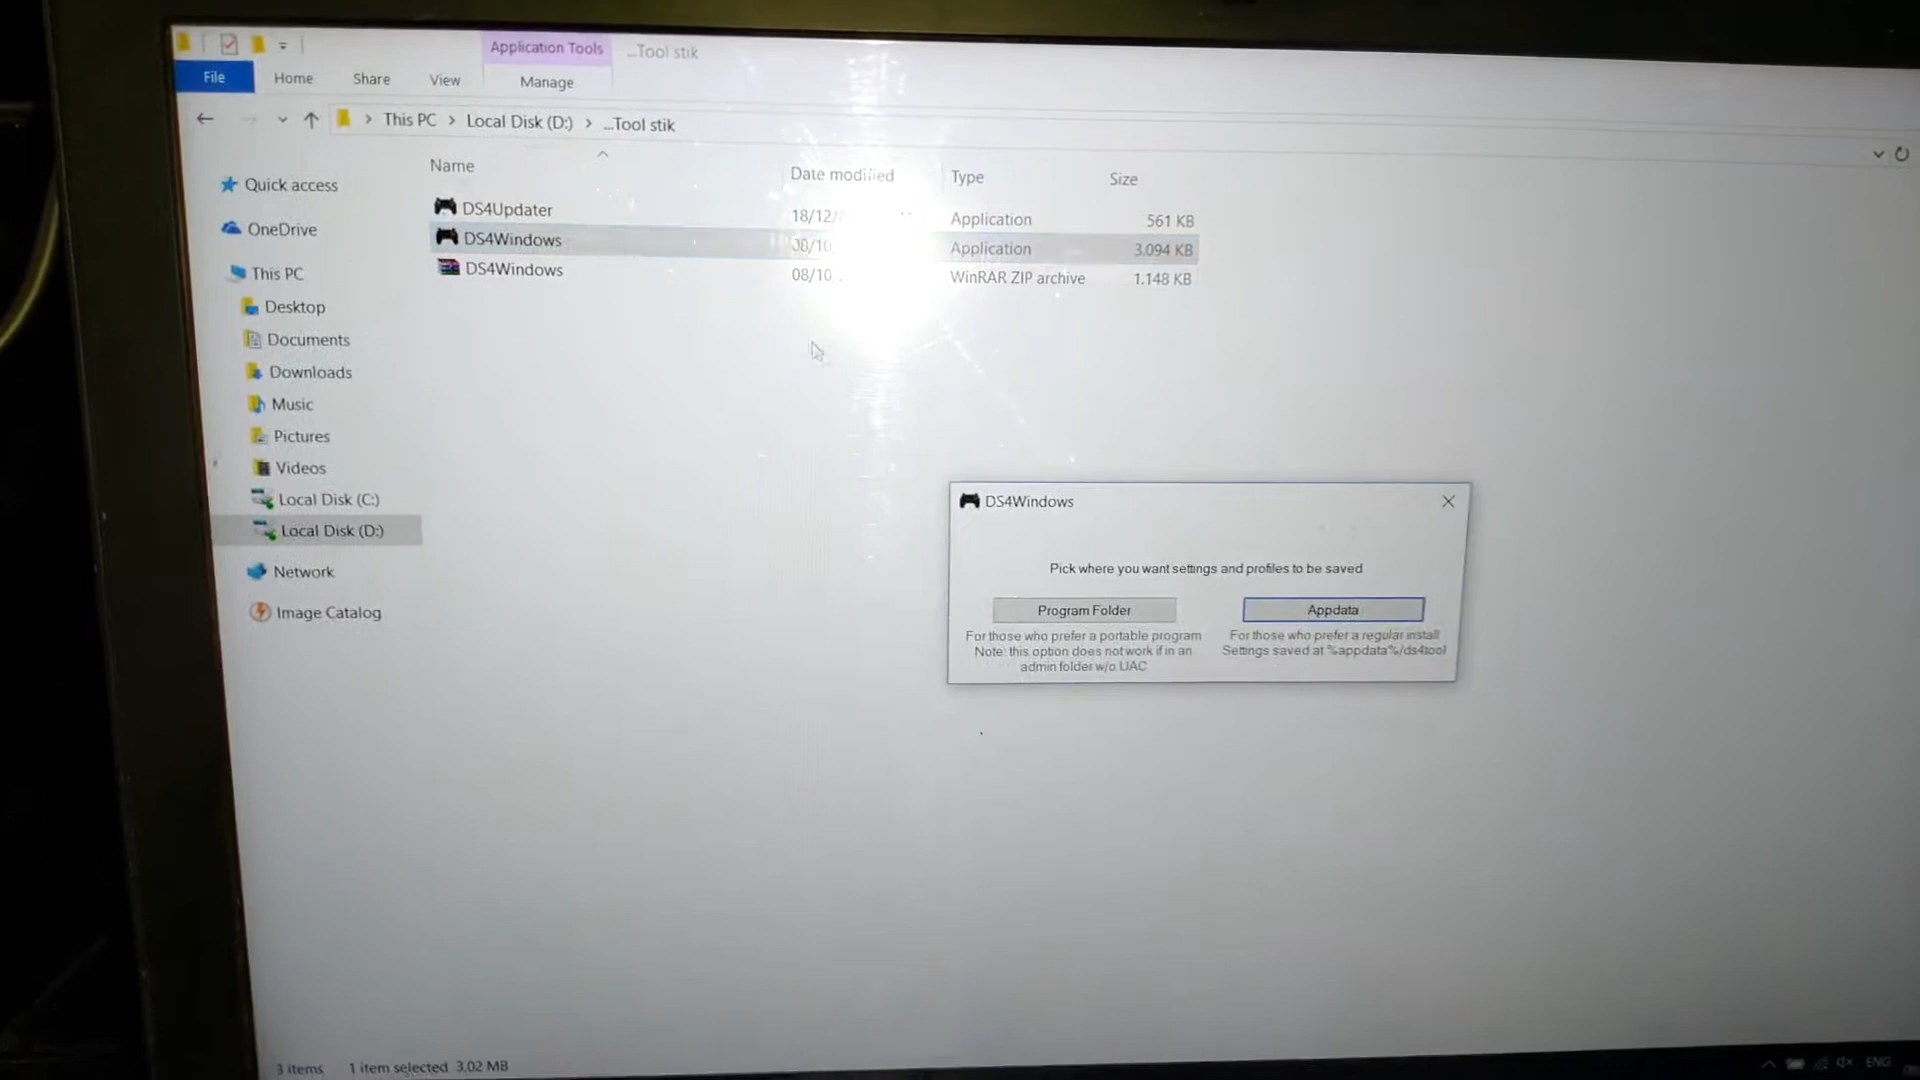 Application Tools
...Tool stik
File
Home
Share
View
Manage
This PC
Local Disk (D:)
...Tool stik
Name
Date modified
Type
Size
DS4Updater
18/12/
Application
561 KB
DS4Windows
08/10
Application
3.094 KB
DS4Windows
08/10
WinRAR ZIP archive
1.148 KB
Quick access
OneDrive
This PC
Desktop
Documents
Downloads
Music
Pictures
Videos
Local Disk (C:)
Local Disk (D:)
Network
Image Catalog
DS4Windows
Pick where you want settings and profiles to be saved
Program Folder
Appdata
For those who prefer a portable program
Note: this option does not work if in an
admin folder w/o UAC
For those who prefer a regular install
Settings saved at %appdata%/ds4tool
3 items
1 item selected 3.02 MB
ENG